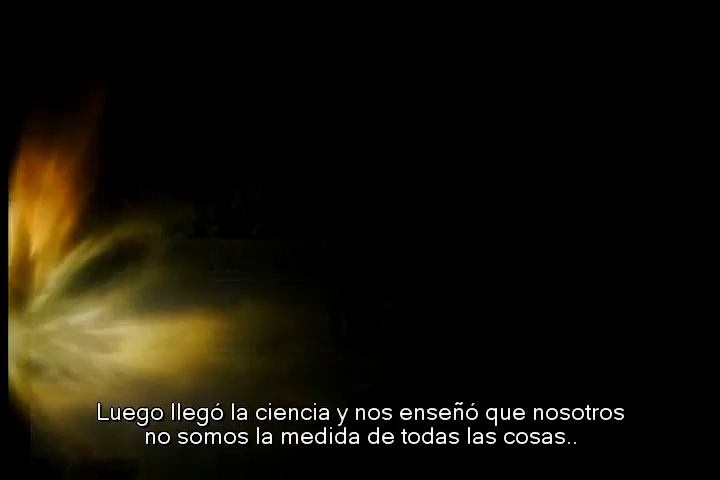 Luego llegó la ciencia y nos enseñó que nosotros
no somos la medida de todas las cosas..